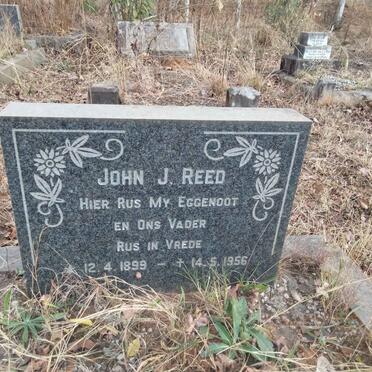 JOHN J. REED
HIER RUS MY EGGENOOT
EN ONS VADER
RUS IN VREDE
* 12.4.1899 – + 14.5.1956